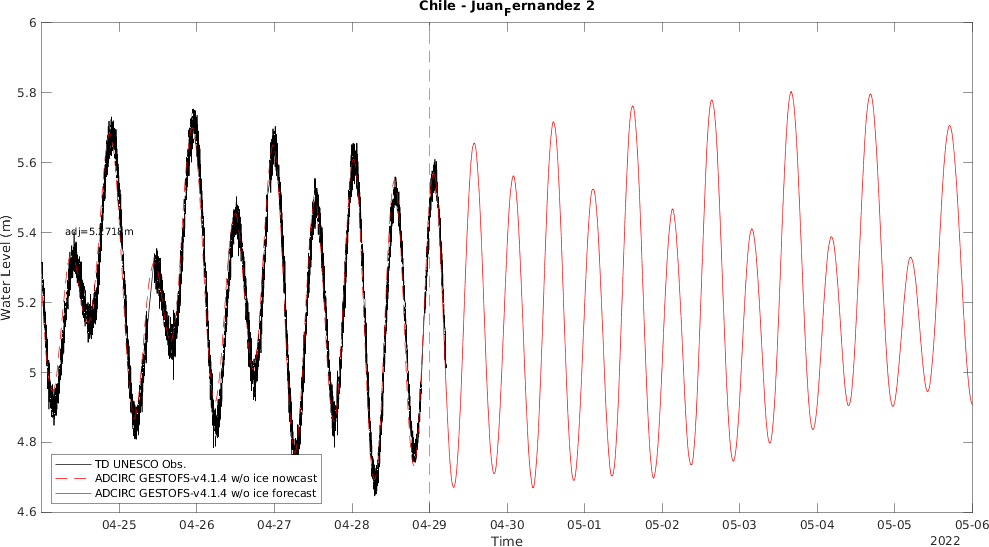 Chile - Juan_Fernandez 2
6
5.8
5.6
5.4
5.2
5
4.8
4.6
Water Level (m)
adj=5.2718m
TD UNESCO Obs.
ADCIRC GESTOFS-v4.1.4 w/o ice nowcast
ADCIRC GESTOFS-v4.1.4 w/o ice forecast
04-25 04-26 04-27 04-28 04-29 04-30 05-01 05-02 05-03 05-04 05-05 05-06
Time
2022